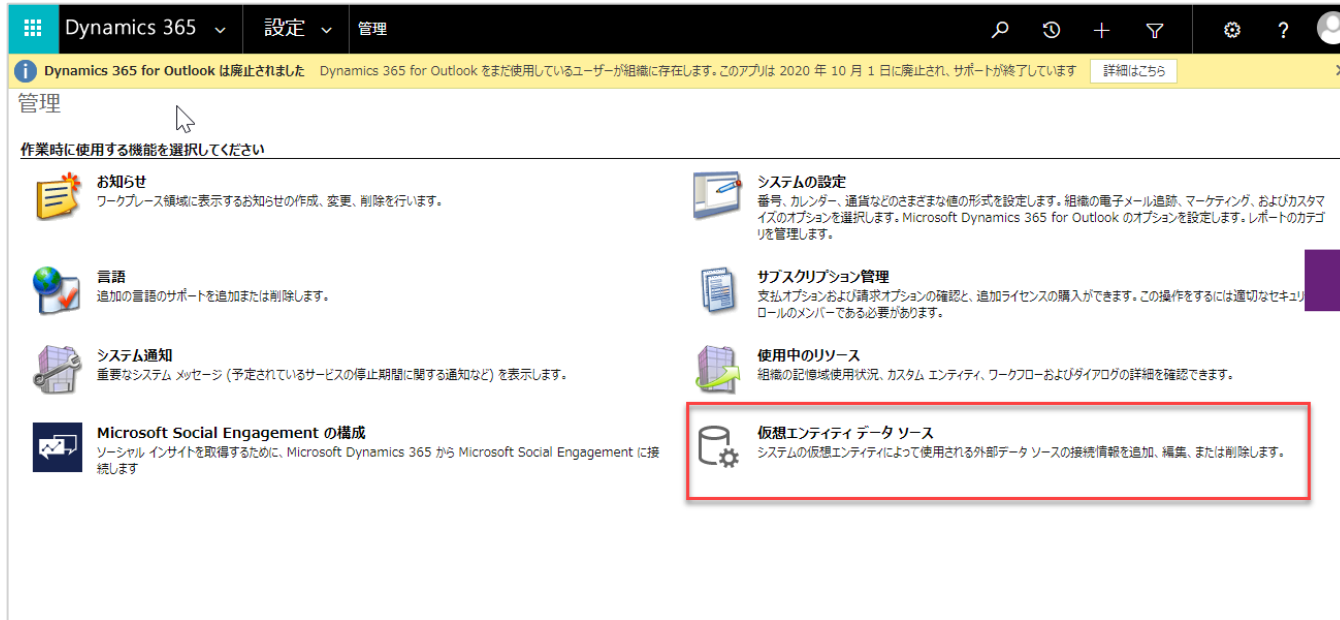 Dynamics 365 設定 管理
Dynamics 365 for Outlook は廃止されました Dynamics 365 for Outlook をまだ使用しているユーザーが組織に存在します。このアプリは 2020 年 10 月 1 日に廃止され、サポートが終了しています 詳細はこちら
管理
作業時に使用する機能を選択してください
お知らせ
ワークプレース領域に表示するお知らせの作成、変更、削除を行います。
システムの設定
番号、カレンダー、通貨などのさまざまな値の形式を設定します。組織の電子メール追跡、マーケティング、およびカスタマ
イズのオプションを選択します。Microsoft Dynamics 365 for Outlook のオプションを設定します。レポートのカテゴ
リを管理します。
言語
追加の言語のサポートを追加または削除します。
サブスクリプション管理
支払オプションおよび請求オプションの確認と、追加ライセンスの購入ができます。この操作をするには適切なセキュリ
ロールのメンバーである必要があります。
システム通知
重要なシステム メッセージ (予定されているサービスの停止期間に関する通知など) を表示します。
使用中のリソース
組織の記憶域使用状況、カスタム エンティティ、ワークフローおよびダイアログの詳細を確認できます。
Microsoft Social Engagement の構成
ソーシャル インサイトを取得するために、Microsoft Dynamics 365 から Microsoft Social Engagement に接
続します
仮想エンティティ データ ソース
システムの仮想エンティティによって使用される外部データ ソースの接続情報を追加、編集、または削除します。